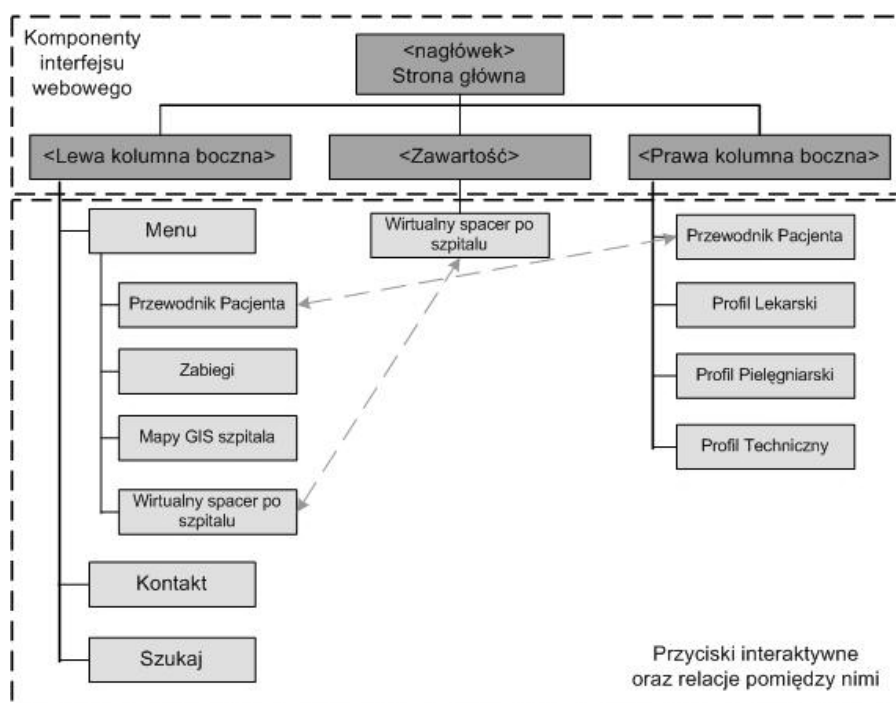 Komponenty
interfejsu
webowego
<nagłówek>
Strona główna
<Lewa kolumna boczna>
<Zawartość>
<Prawa kolumna boczna>
Menu
Przewodnik Pacjenta
Zabiegi
Mapy GIS szpitala
Wirtualny spacer po
szpitalu
Kontakt
Szukaj
Wirtualny spacer po
szpitalu
Przewodnik Pacjenta
Profil Lekarski
Profil Pielęgniarski
Profil Techniczny
Przyciski interaktywne
oraz relacje pomiędzy nimi